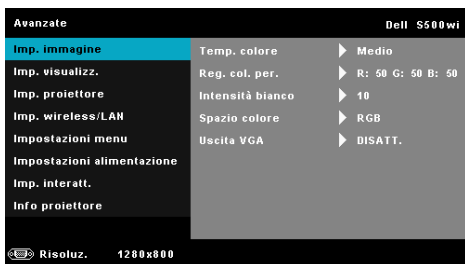 Avanzate Dell S500wi
Imp. immagine Temp. colore Medio
Imp. visualizz. Reg. col. per. R: 50 G: 50 B: 50
Imp. proiettore Intensità bianco 10
Imp. wireless/LAN Spazio colore RGB
Impostazioni menu Uscita VGA DISATT.
Impostazioni alimentazione
Imp. interatt.
Info proiettore
Risoluz. 1280x800